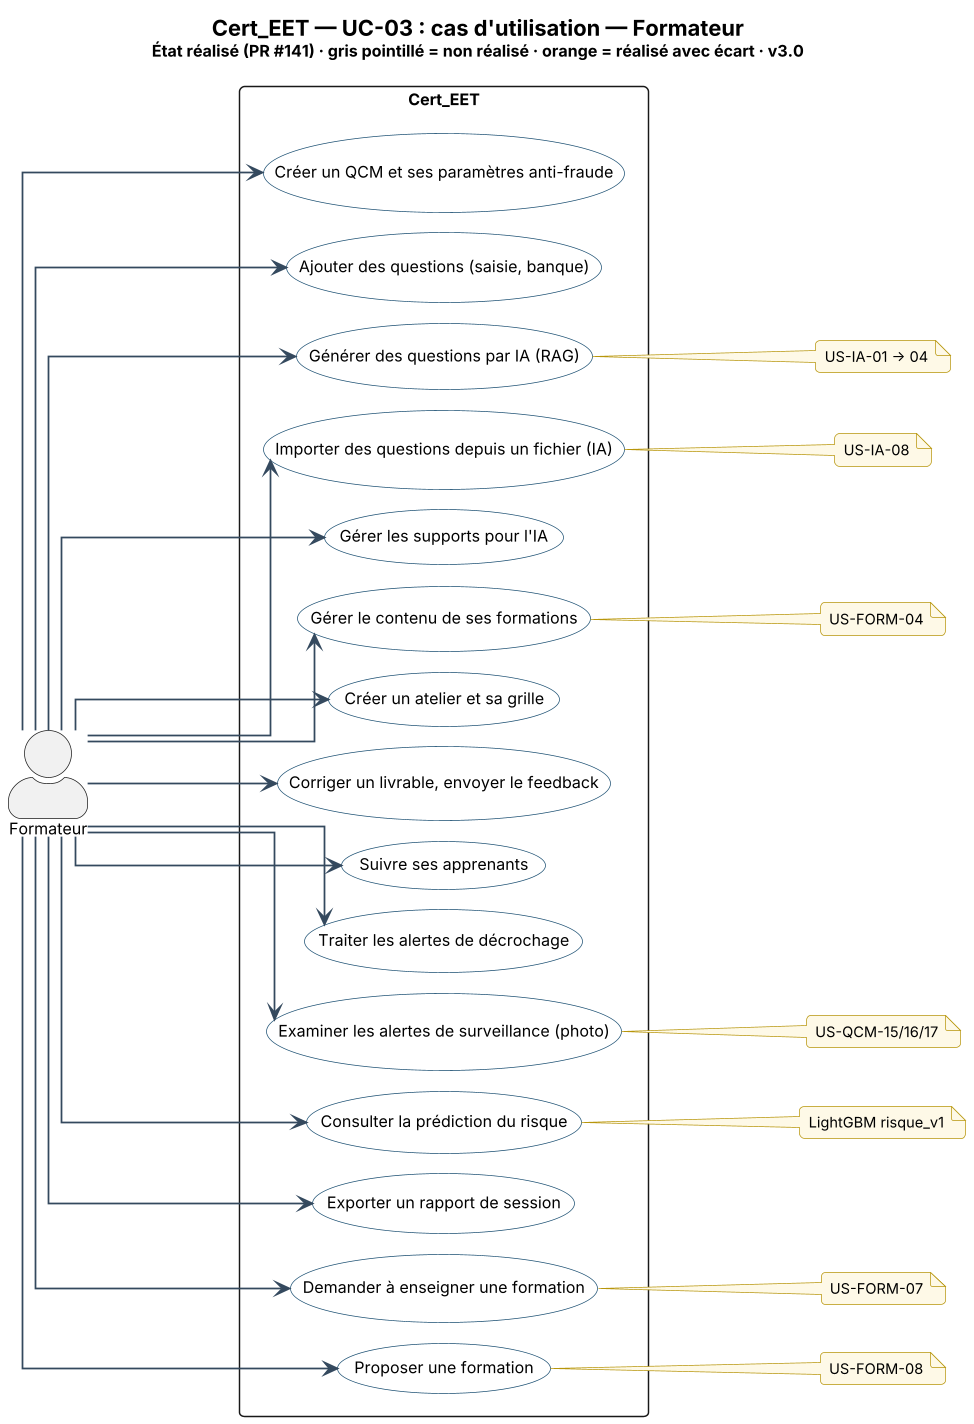 Cert_EET — UC-03 : cas d'utilisation — Formateur
État réalisé (PR #141) · gris pointillé = non réalisé · orange = réalisé avec écart · v3.0
Cert_EET
Créer un QCM et ses paramètres anti-fraude
Ajouter des questions (saisie, banque)
Générer des questions par IA (RAG)
US-IA-01 → 04
Importer des questions depuis un fichier (IA)
US-IA-08
Gérer les supports pour l'IA
Gérer le contenu de ses formations
US-FORM-04
Créer un atelier et sa grille
Corriger un livrable, envoyer le feedback
Formateur
Suivre ses apprenants
Traiter les alertes de décrochage
Examiner les alertes de surveillance (photo)
US-QCM-15/16/17
Consulter la prédiction du risque
LightGBM risque_v1
Exporter un rapport de session
Demander à enseigner une formation
US-FORM-07
Proposer une formation
US-FORM-08